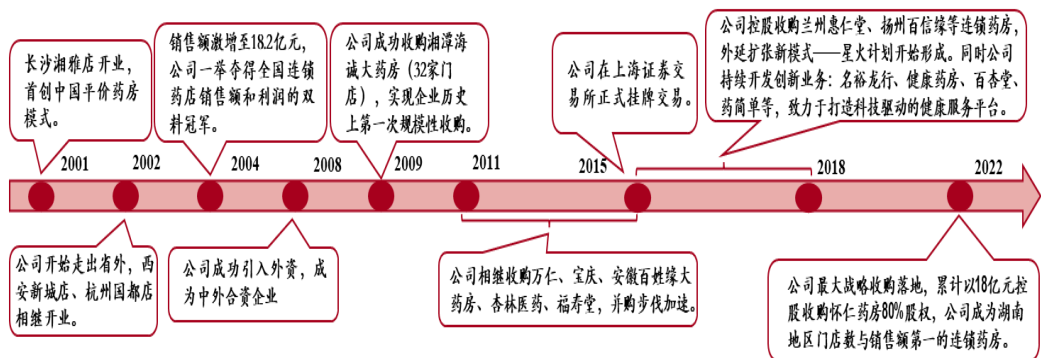 长沙湘雅店开业，
首创中国平价药房
模式。
销售额激增至18.2亿元，
公司一举夺得全国连锁
药店销售额和利润的双
料冠军。
公司成功收购湘潭海
诚大药房（32家门
店），实现企业历史
上第一次规模性收购。
公司在上海证券交
易所正式挂牌交易。
公司控股收购兰州惠仁堂、扬州百信缘等连锁药房，
外延扩张新模式——星火计划开始形成。同时公司
持续开发创新业务：名裕龙行、健康药房、百杏堂、
药简单等，致力于打造科技驱动的健康服务平台。
2001
2002
2004
2008
2009
2011
2015
2018
2022
公司开始走出省外，西
安新城店、杭州国都店
相继开业。
公司成功引入外资，成
为中外合资企业
公司相继收购万仁、宝庆、安徽百姓缘大
药房、杏林医药、福寿堂，并购步伐加速。
公司最大战略收购落地，累计以18亿元控
股收购怀仁药房80%股权，公司成为湖南
地区门店数与销售额第一的连锁药房。